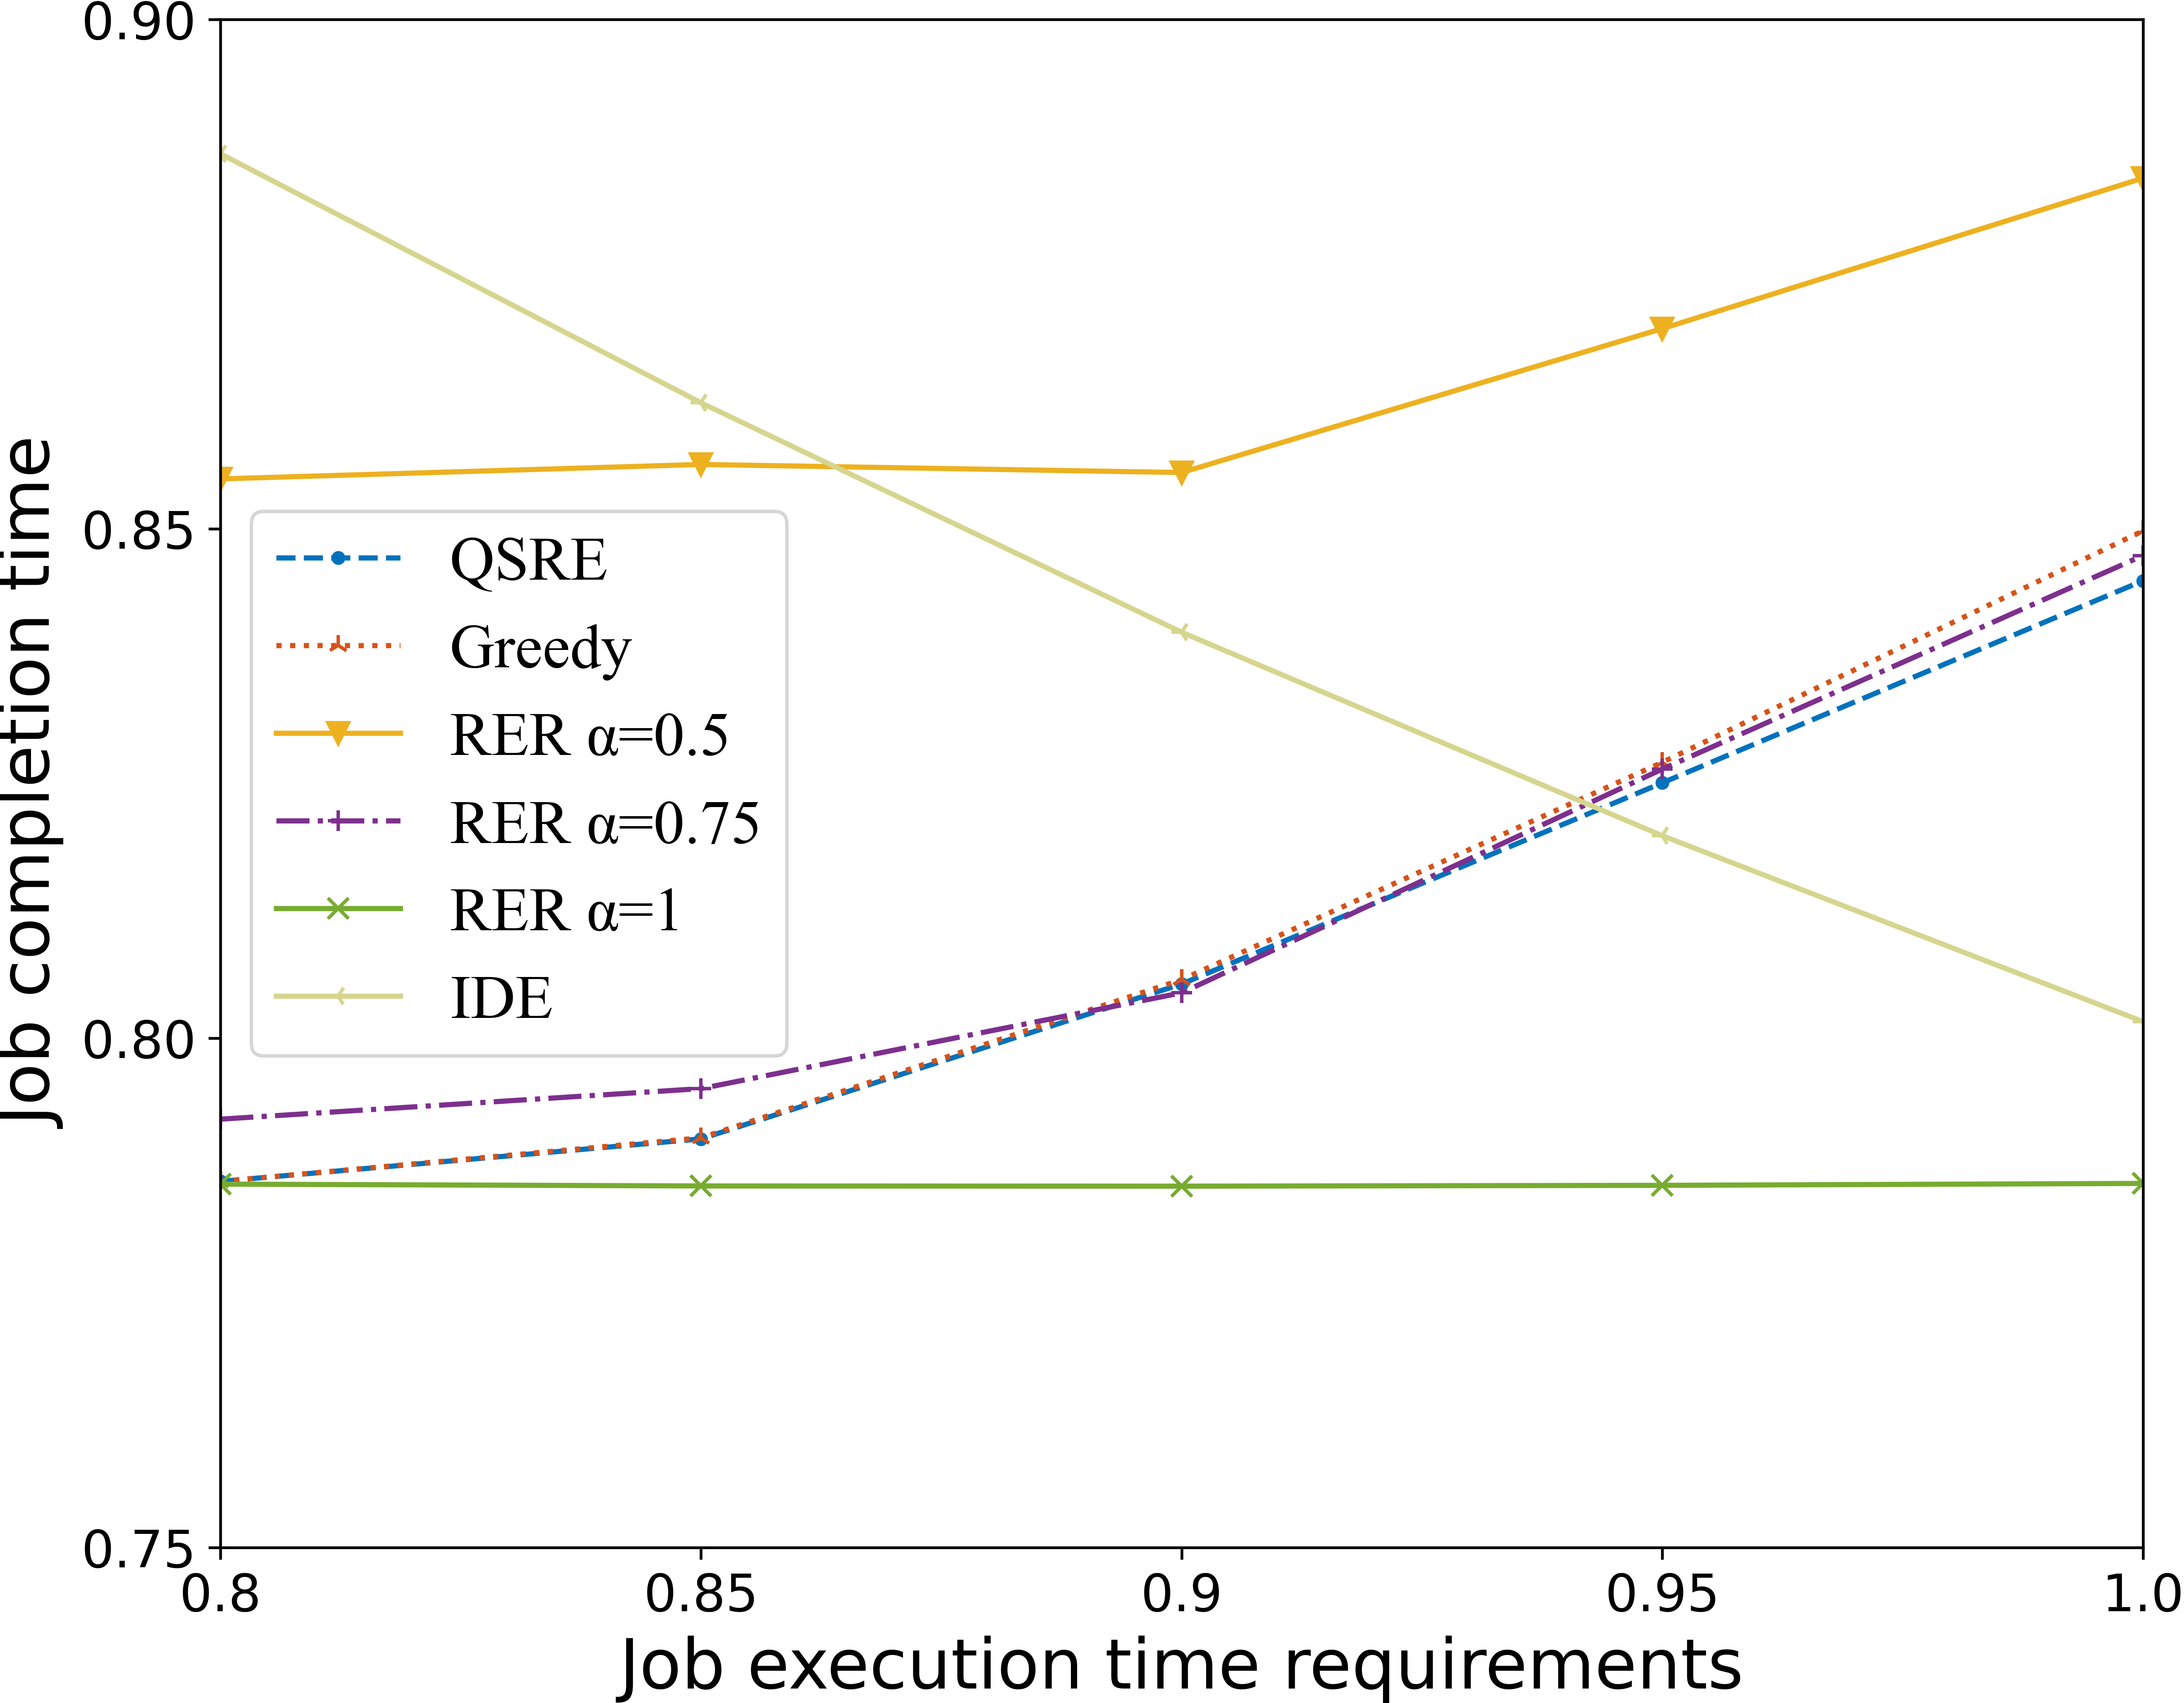 Job completion time
0.90
0.85
0.80
0.75
QSRE
Greedy
RER α=0.5
RER α=0.75
RER α=1
IDE
0.8 0.85 0.9 0.95 1.0
Job execution time requirements